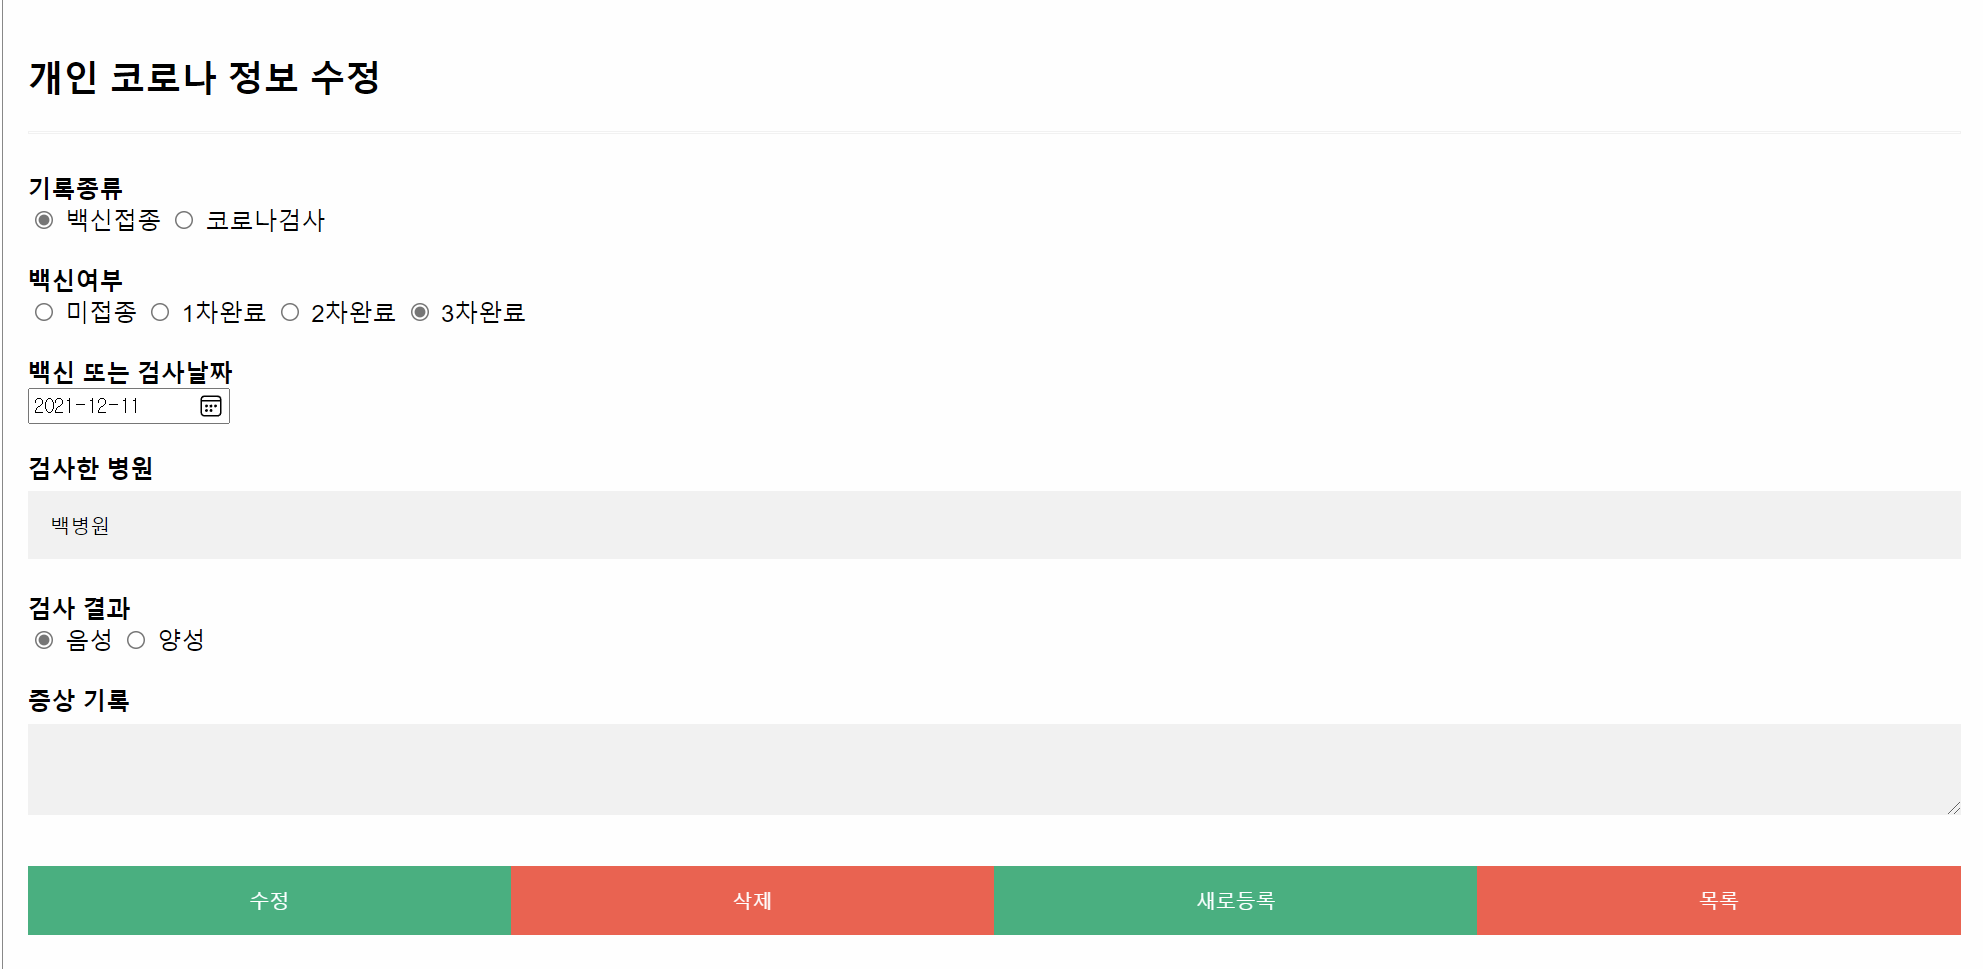 개인 코로나 정보 수정
기록종류
백신접종 코로나검사
백신여부
미접종 1차완료 2차완료 3차완료
백신 또는 검사날짜
2021-12-11
검사한 병원
백병원
검사 결과
음성 양성
증상 기록
수정 삭제 새로등록 목록